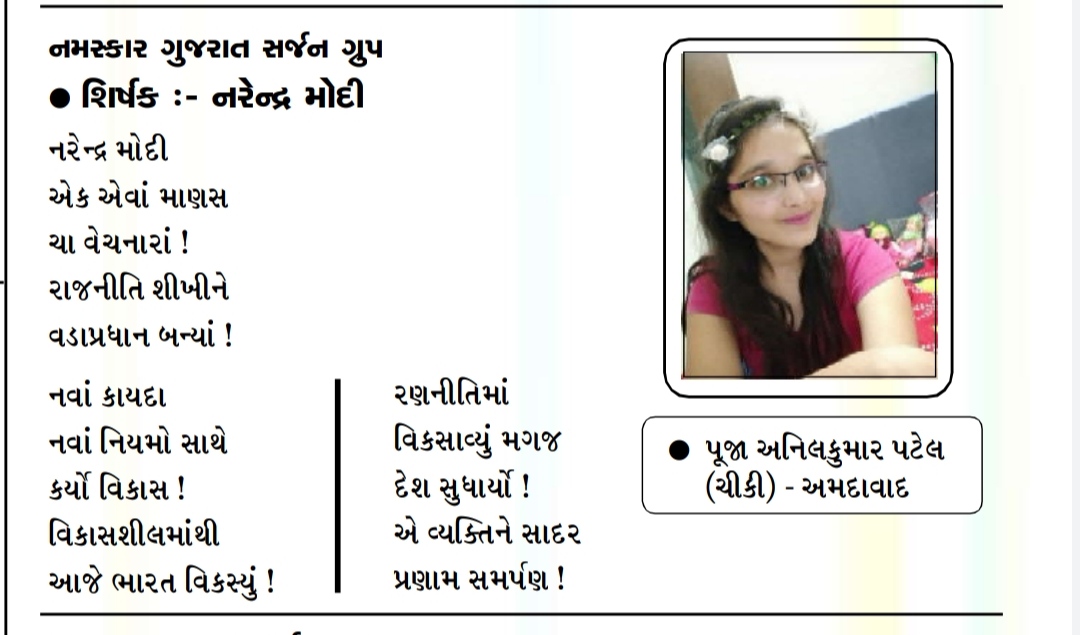 નમસ્કાર ગુજરાત સર્જન ગ્રુપ
● શિર્ષક :- નરેન્દ્ર મોદી
નરેન્દ્ર મોદી
એક એવાં માણસ
ચા વેચનારાં !
રાજનીતિ શીખીને
વડાપ્રધાન બન્યાં !
નવાં કાયદા
નવાં નિયમો સાથે
કર્યો વિકાસ !
વિકાસશીલમાંથી
આજે ભારત વિકસ્યું !
રણનીતિમાં
વિકસાવ્યું મગજ
દેશ સુધાર્યો !
એ વ્યક્તિને સાદર
પ્રણામ સમર્પણ !
● પૂજા અનિલકુમાર પટેલ
(ચીકી) - અમદાવાદ